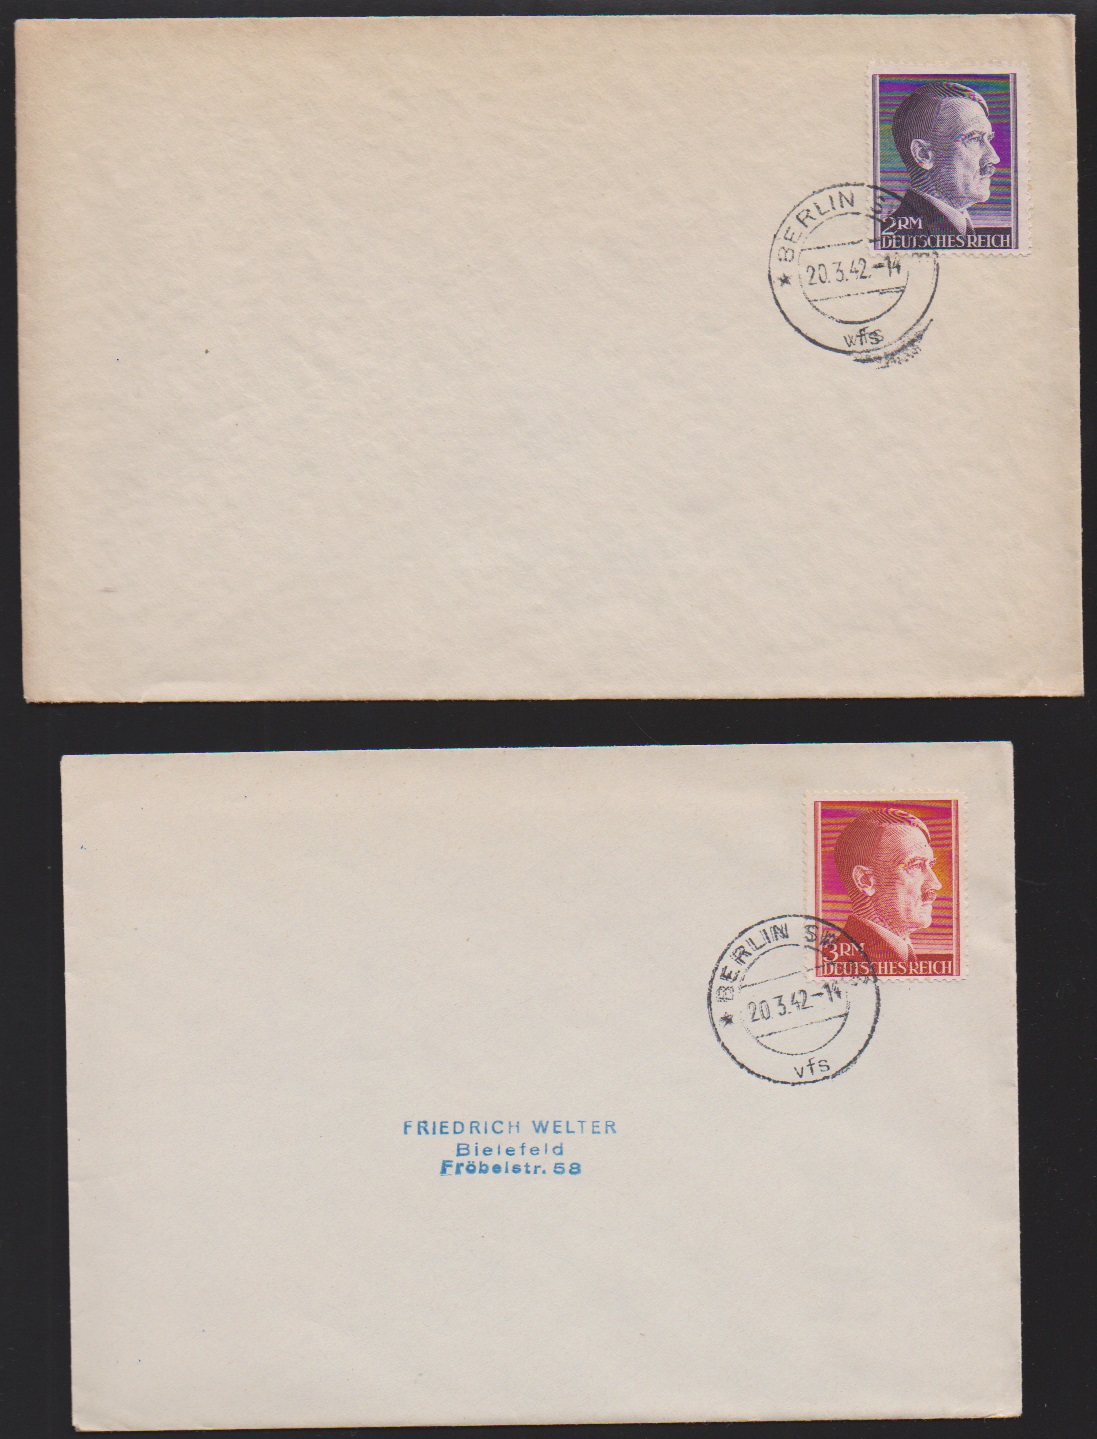 2RM
DEUTSCHES REICH
BERLIN
20.3.42.-14
3RM
DEUTSCHES REICH
BERLIN SW
20.3.42-14
vfs
FRIEDRICH WELTER
Bielefeld
Fröbelstr. 58